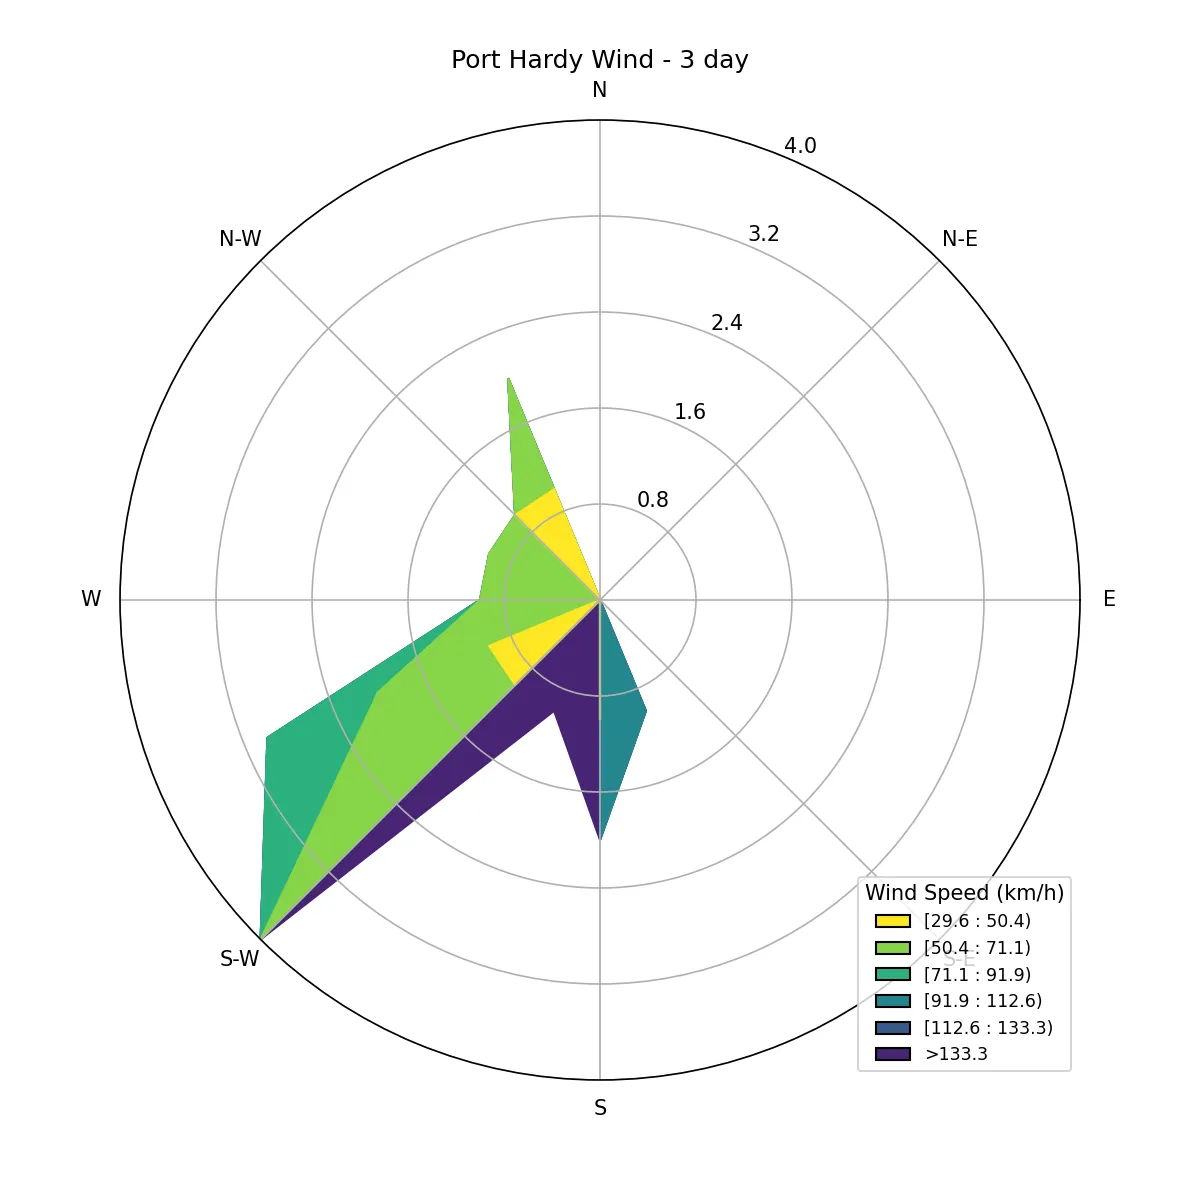 Port Hardy Wind - 3 day
N
4.0
N-W
N-E
3.2
2.4
1.6
0.8
W
E
S-W
S-E
Wind Speed (km/h)
[29.6 : 50.4)
[50.4 : 71.1)
[71.1 : 91.9)
[91.9 : 112.6)
[112.6 : 133.3)
>133.3
S